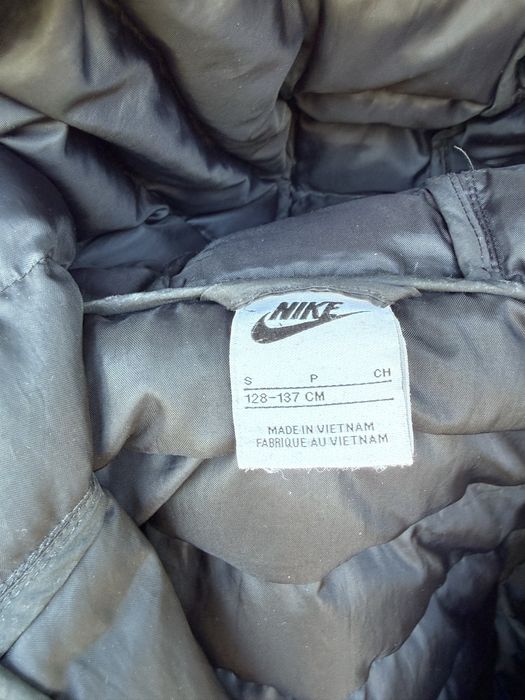 NIKE
S P CH
128-137 CM
MADE IN VIETNAM
FABRIQUE AU VIETNAM